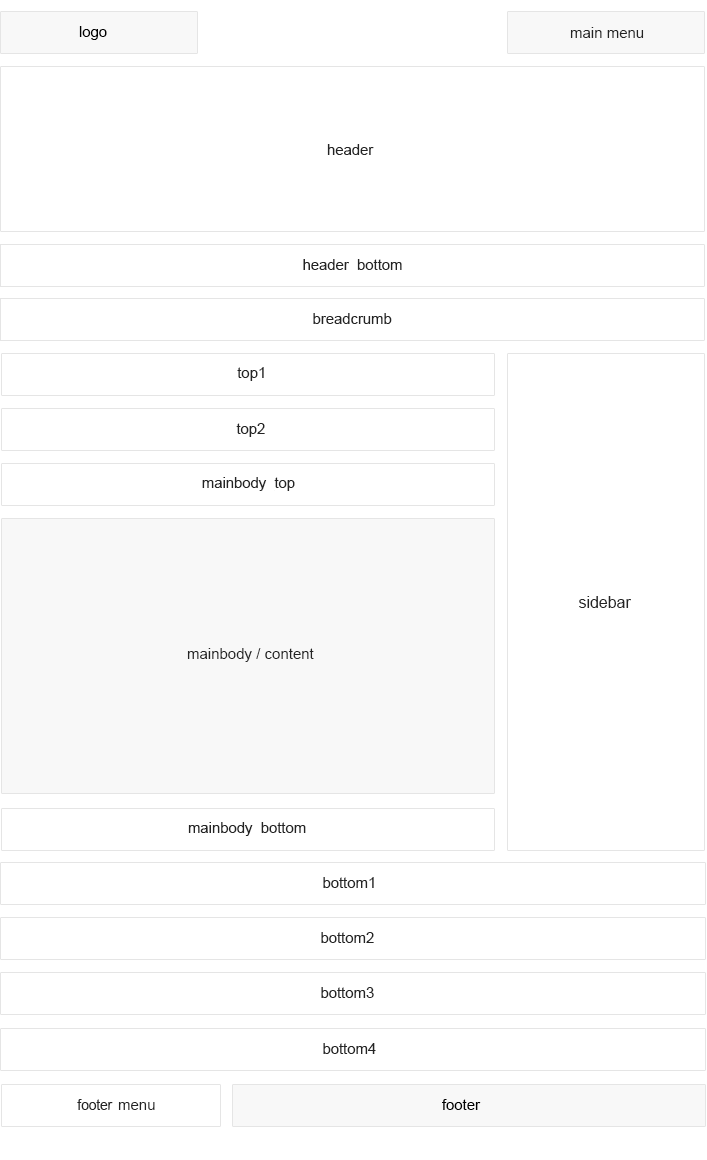 logo
main menu
header
header bottom
breadcrumb
top1
top2
mainbody top
mainbody / content
sidebar
mainbody bottom
bottom1
bottom2
bottom3
bottom4
footer menu
footer